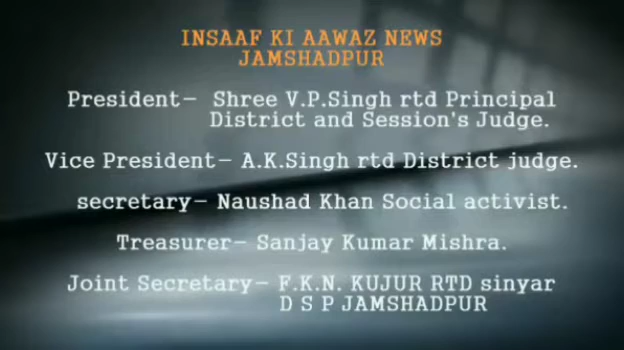 INSAAF KI AAWAZ NEWS
JAMSHADPUR
President- Shree V.P.Singh rtd Principal
District and Session's Judge.
Vice President- A.K.Singh rtd District judge.
secretary- Naushad Khan Social activist.
Treasurer- Sanjay Kumar Mishra.
Joint Secretary- F.K.N. KUJUR RTD sinyar
D S P JAMSHADPUR